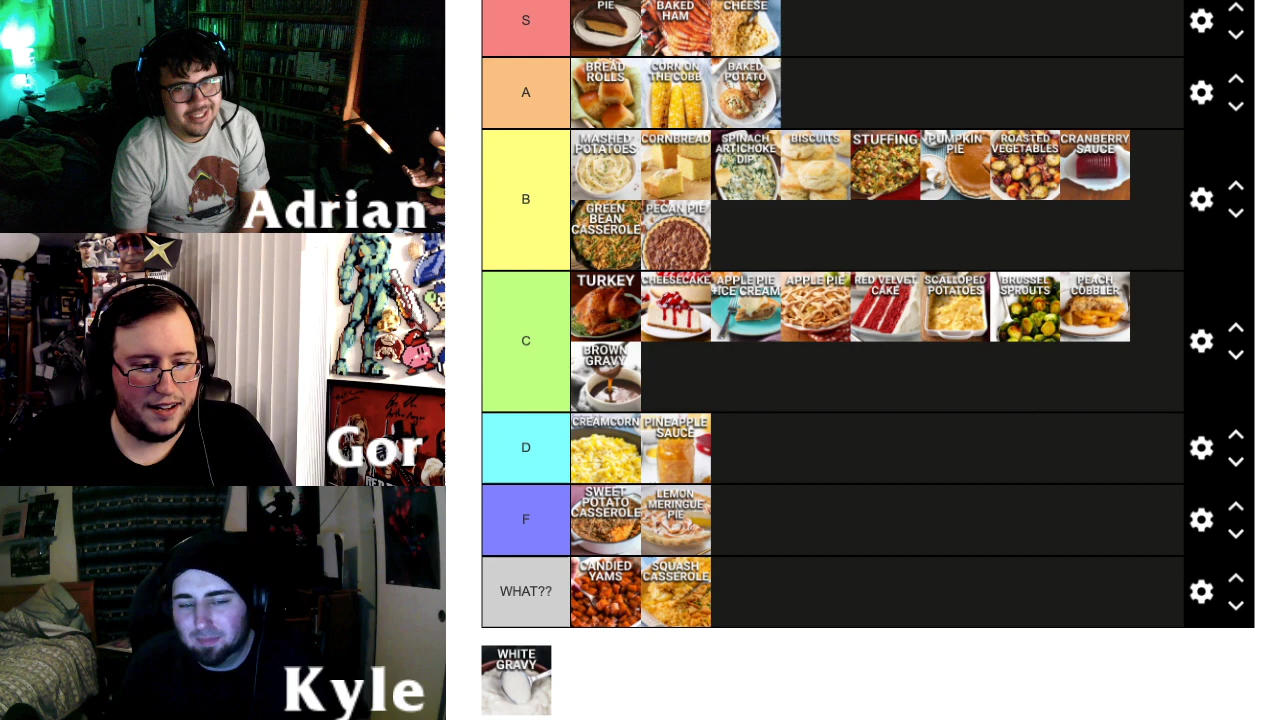 Adrian
Gor
Kyle
S
PIE
BAKED
HAM
CHEESE
A
BREAD
ROLLS
CORN ON
THE COBB
BAKED
POTATO
B
MASHED
POTATOES
CORNBREAD
SPINACH
ARTICHOKE
DIP
BISCUITS
STUFFING
PUMPKIN
PIE
ROASTED
VEGETABLES
CRANBERRY
SAUCE
GREEN
BEAN
CASSEROLE
PECAN PIE
C
TURKEY
CHEESECAKE
APPLE PIE
+ICE CREAM
APPLE PIE
RED VELVET
CAKE
SCALLOPED
POTATOES
BRUSSEL
SPROUTS
PEACH
COBBLER
BROWN
GRAVY
D
CREAMCORN
PINEAPPLE
SAUCE
F
SWEET
POTATO
CASSEROLE
LEMON
MERINGUE
PIE
WHAT??
CANDIED
YAMS
SQUASH
CASSEROLE
WHITE
GRAVY